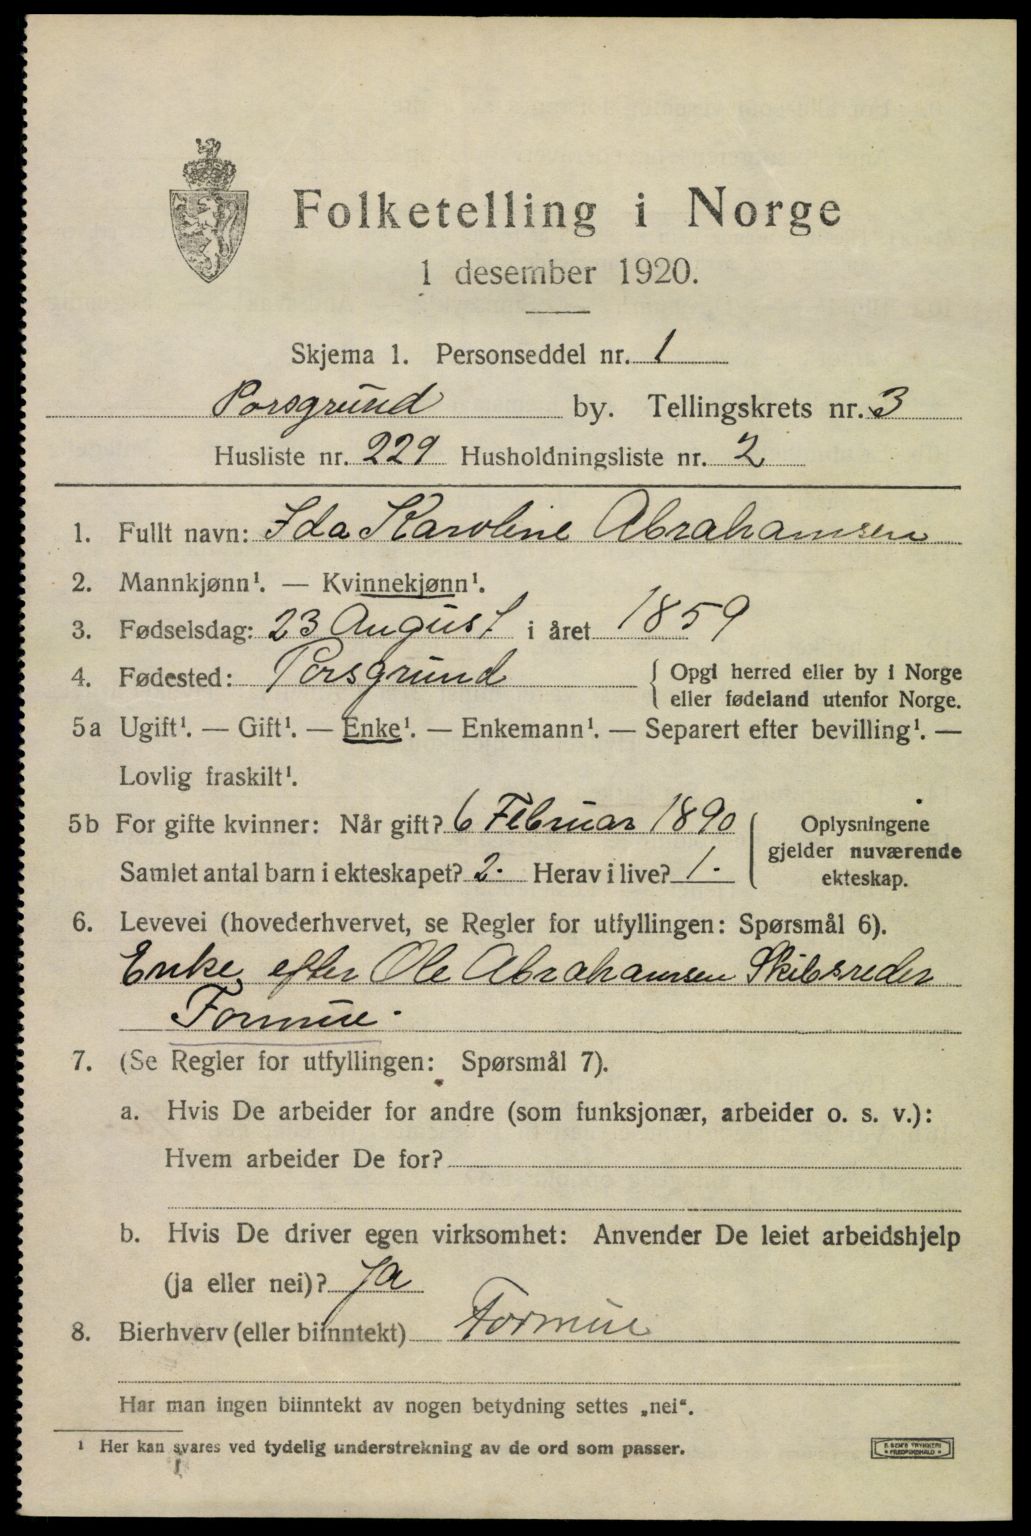 Folketelling i Norge
1 desember 1920.
Skjema 1. Personseddel nr. 1
Porsgrund by. Tellingskrets nr. 3
Husliste nr. 229 Husholdningsliste nr. 2
1. Fullt navn: Ida Karoline Abrahamsen
2. Mannkjønn¹. — Kvinnekjønn¹.
3. Fødselsdag: 23 August i året 1859
4. Fødested: Porsgrund { Opgi herred eller by i Norge
eller fødeland utenfor Norge.
5a Ugift¹. — Gift¹. — Enke¹. — Enkemann¹. — Separert efter bevilling¹. —
Lovlig fraskilt¹.
5b For gifte kvinner: Når gift? 6 Februar 1890
Samlet antal barn i ekteskapet? 2. Herav i live? 1.
Oplysningene
gjelder nuværende
ekteskap.
6. Levevei (hovederhvervet, se Regler for utfyllingen: Spørsmål 6).
Enke efter Ole Abrahamsen Skibsreder
Formue.
7. (Se Regler for utfyllingen: Spørsmål 7).
a. Hvis De arbeider for andre (som funksjonær, arbeider o. s. v.):
Hvem arbeider De for?
b. Hvis De driver egen virksomhet: Anvender De leiet arbeidshjelp
(ja eller nei)? Ja
8. Bierhverv (eller biinntekt) Formue
Har man ingen biinntekt av nogen betydning settes „nei“.
¹ Her kan svares ved tydelig understrekning av de ord som passer.